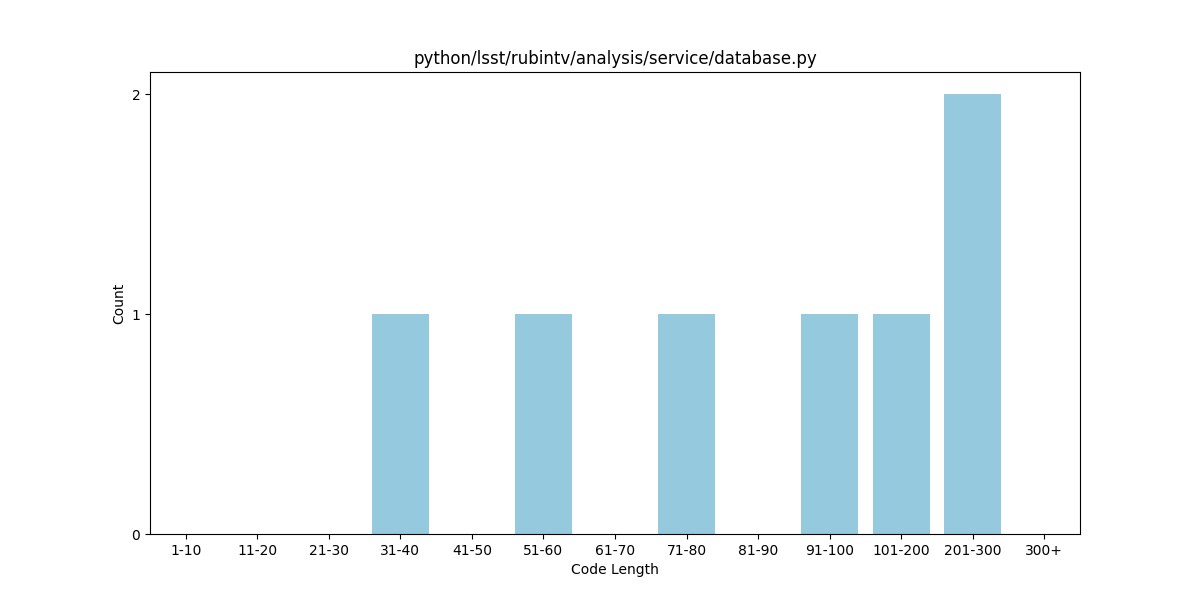 python/lsst/rubintv/analysis/service/database.py
Count
2
1
0
1-10 11-20 21-30 31-40 41-50 51-60 61-70 71-80 81-90 91-100 101-200 201-300 300+
Code Length